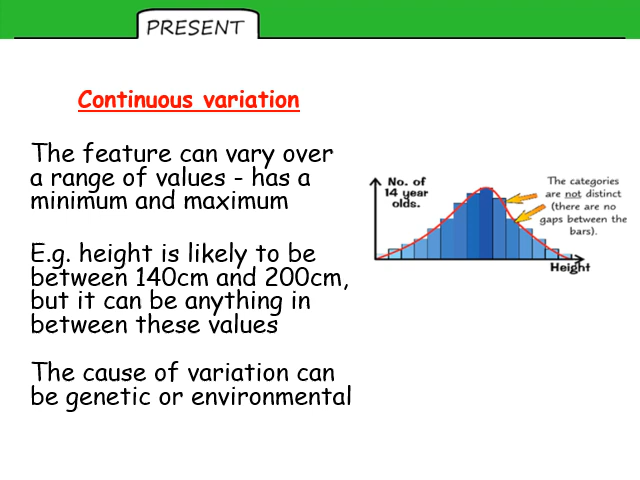 PRESENT
Continuous variation
The feature can vary over
a range of values - has a
minimum and maximum
E.g. height is likely to be
between 140cm and 200cm,
but it can be anything in
between these values
The cause of variation can
be genetic or environmental
No. of
14 year
olds.
The categories
are not distinct
(there are no
gaps between the
bars).
Height